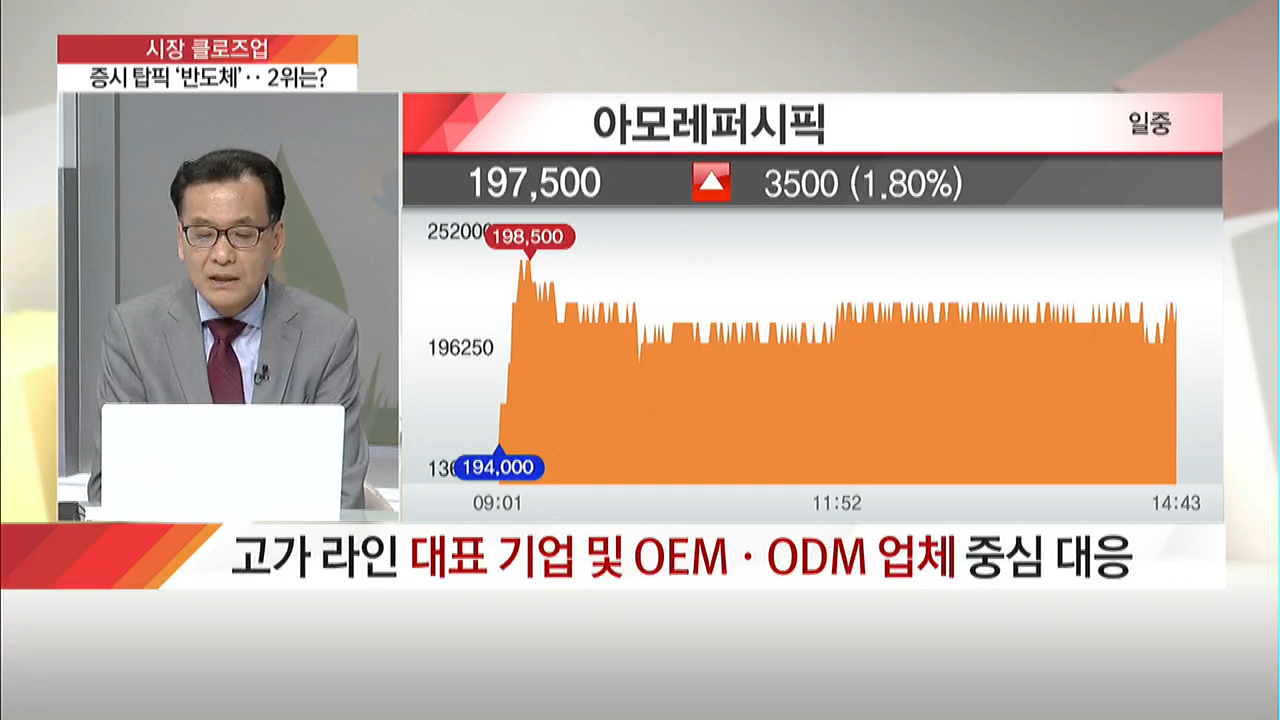 시장 클로즈업
증시 탑픽 ‘반도체’‥ 2위는?
아모레퍼시픽
일중
197,500 ▲ 3500 (1.80%)
252000
198,500
196250
194,000
09:01 11:52 14:43
고가 라인 대표 기업 및 OEM · ODM 업체 중심 대응